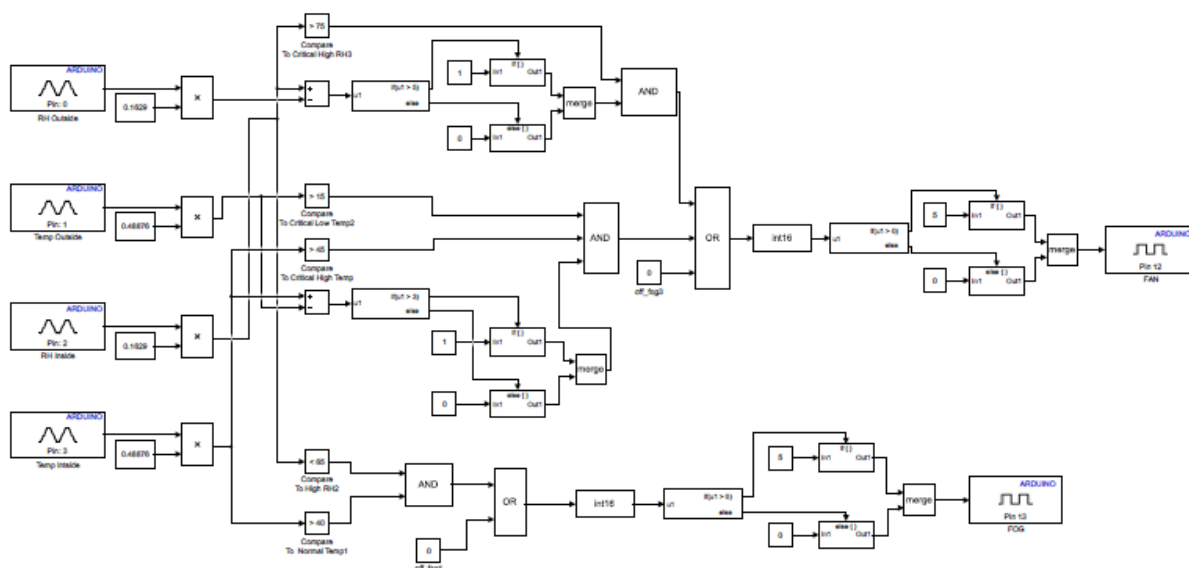 ARDUINO
Pin: 0
RH Outside
0.1629
×
> 75
Compare
To Critical High RH3
+
−
u1
if(u1 > 0)
else
1
if { }
In1
Out1
0
else { }
In1
Out1
merge
AND
ARDUINO
Pin: 1
Temp Outside
0.48876
×
> 15
Compare
To Critical Low Temp2
> 45
Compare
To Critical High Temp
+
−
u1
if(u1 > 3)
else
1
if { }
In1
Out1
0
else { }
In1
Out1
merge
AND
0
off_fog3
OR
int16
u1
if(u1 > 0)
else
5
if { }
In1
Out1
0
else { }
In1
Out1
merge
ARDUINO
Pin 12
FAN
ARDUINO
Pin: 2
RH Inside
0.1629
×
ARDUINO
Pin: 3
Temp Intside
0.48876
×
< 65
Compare
To High RH2
> 40
Compare
To Normal Temp1
AND
0
OR
int16
u1
if(u1 > 0)
else
5
if { }
In1
Out1
0
else { }
In1
Out1
merge
ARDUINO
Pin 13
FOG